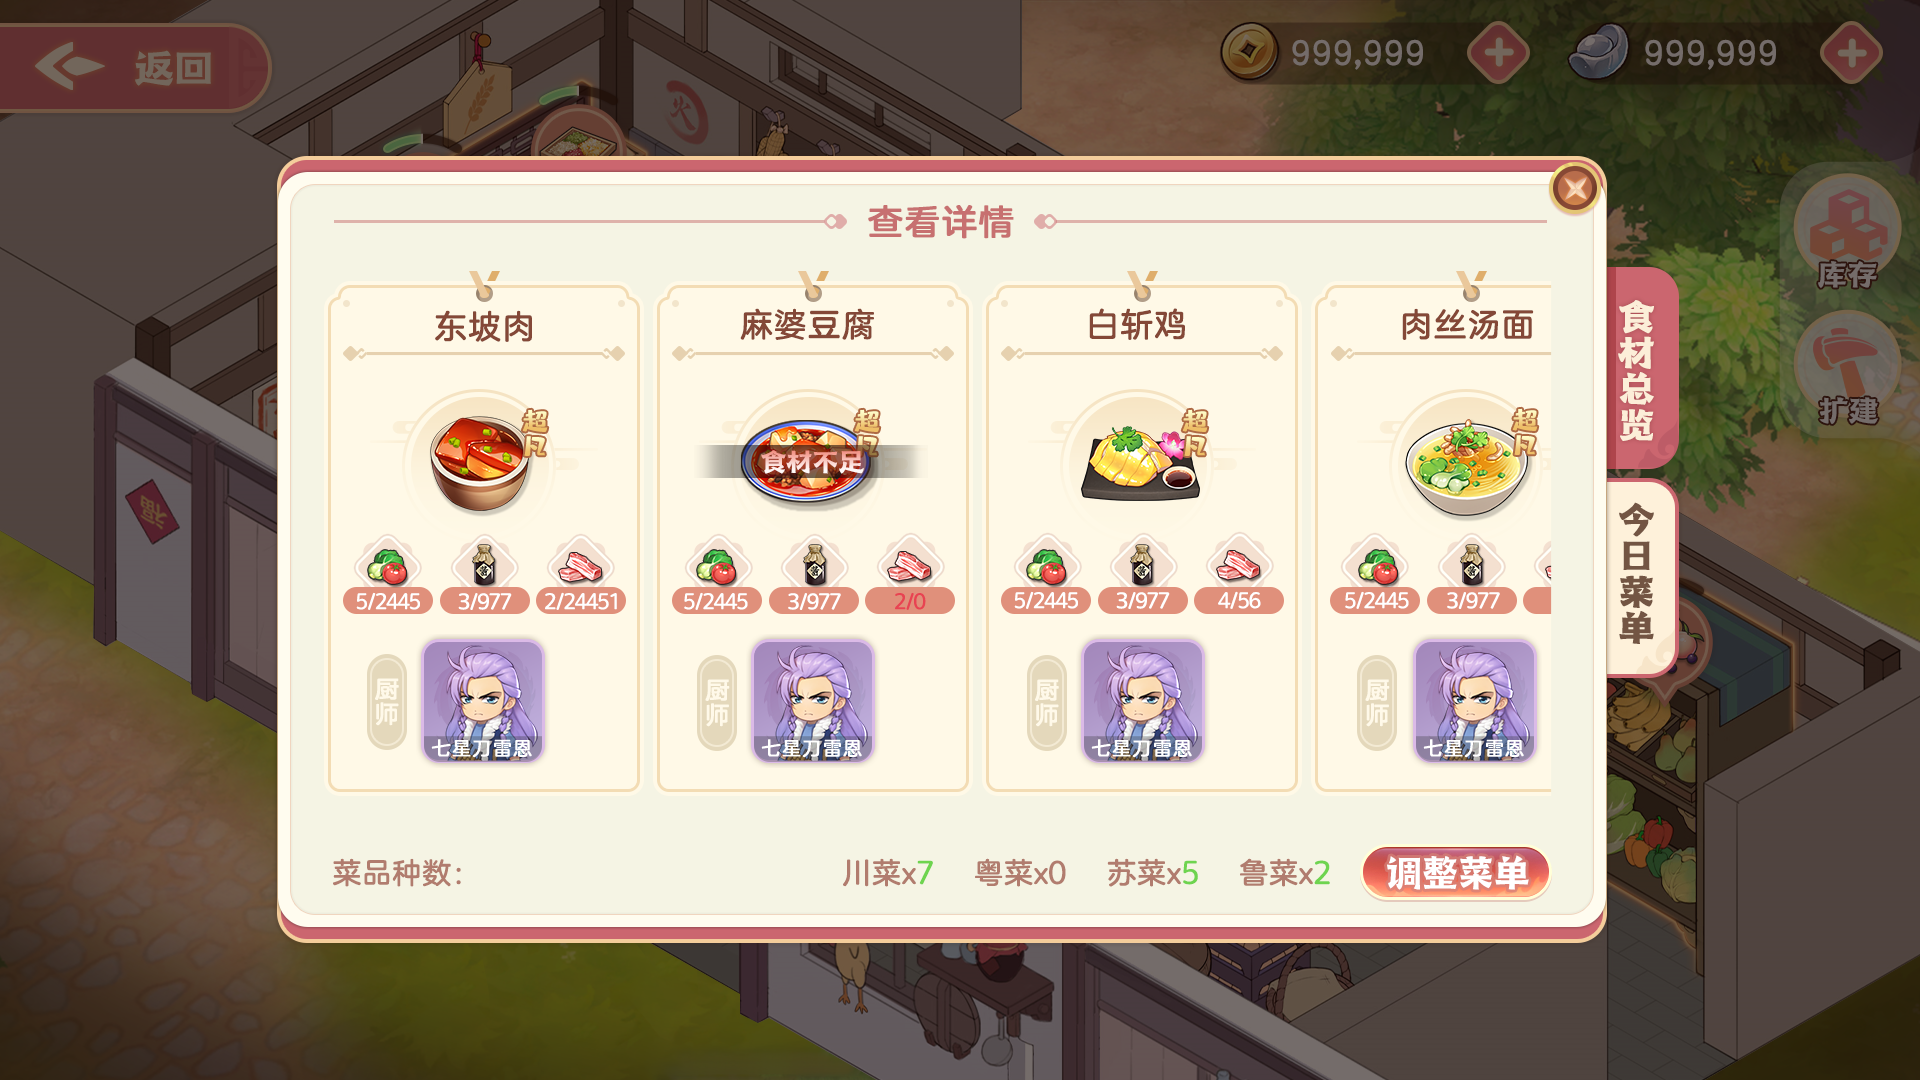 返回
999,999
999,999
火
查看详情
东坡肉
麻婆豆腐
白斩鸡
肉丝汤面
超凡
超凡
超凡
超凡
食材不足
5/2445
3/977
2/24451
5/2445
3/977
2/0
5/2445
3/977
4/56
5/2445
3/977
厨师
七星刀雷恩
厨师
七星刀雷恩
厨师
七星刀雷恩
厨师
七星刀雷恩
菜品种数：
川菜x7
粤菜x0
苏菜x5
鲁菜x2
调整菜单
食材总览
今日菜单
库存
扩建
福